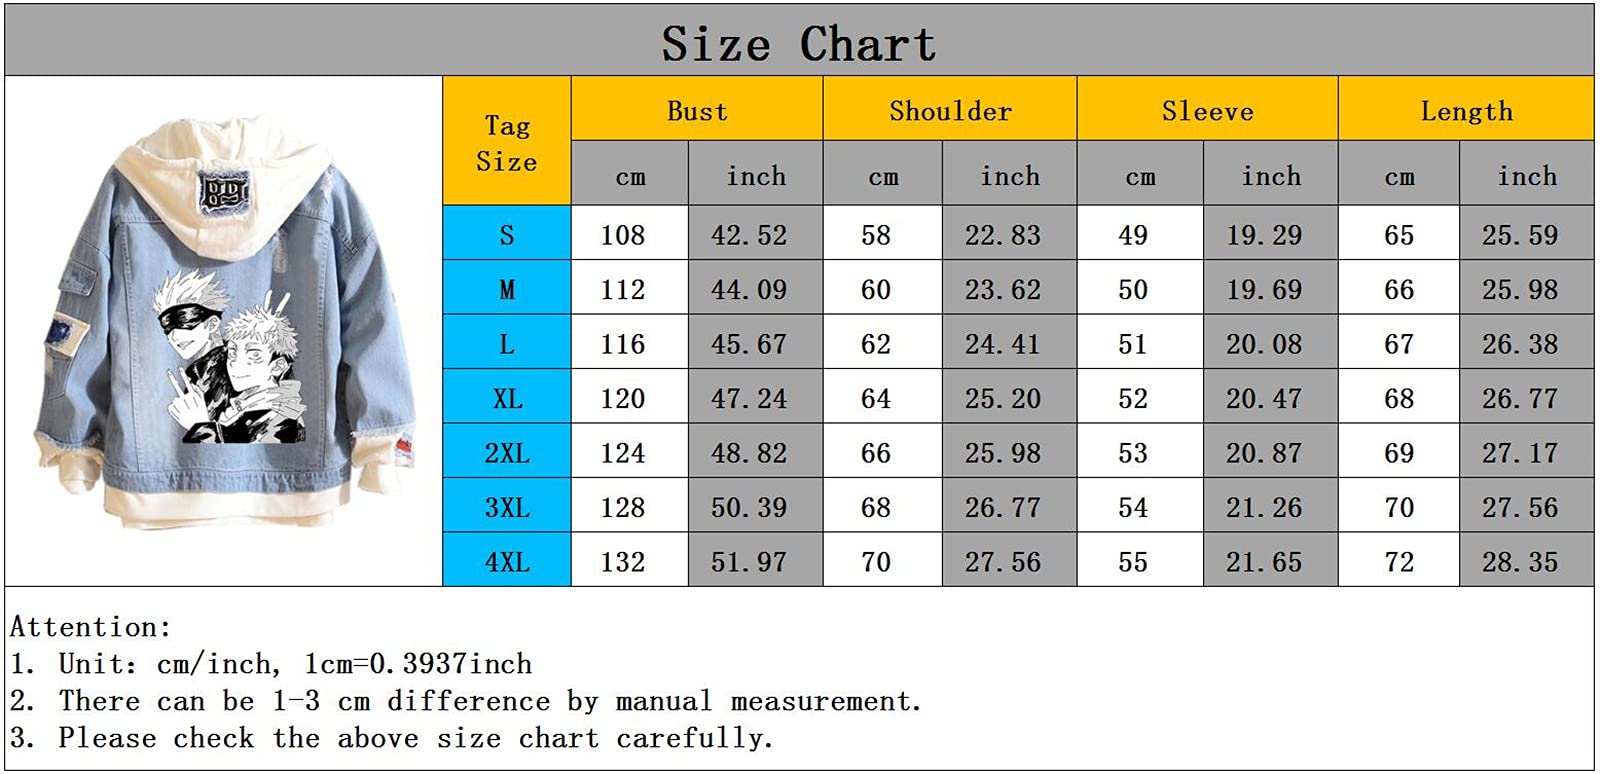 Size Chart
Tag Size Bust Shoulder Sleeve Length
cm inch cm inch cm inch cm inch
S 108 42.52 58 22.83 49 19.29 65 25.59
M 112 44.09 60 23.62 50 19.69 66 25.98
L 116 45.67 62 24.41 51 20.08 67 26.38
XL 120 47.24 64 25.20 52 20.47 68 26.77
2XL 124 48.82 66 25.98 53 20.87 69 27.17
3XL 128 50.39 68 26.77 54 21.26 70 27.56
4XL 132 51.97 70 27.56 55 21.65 72 28.35
Attention:
1. Unit: cm/inch, 1cm=0.3937inch
2. There can be 1-3 cm difference by manual measurement.
3. Please check the above size chart carefully.